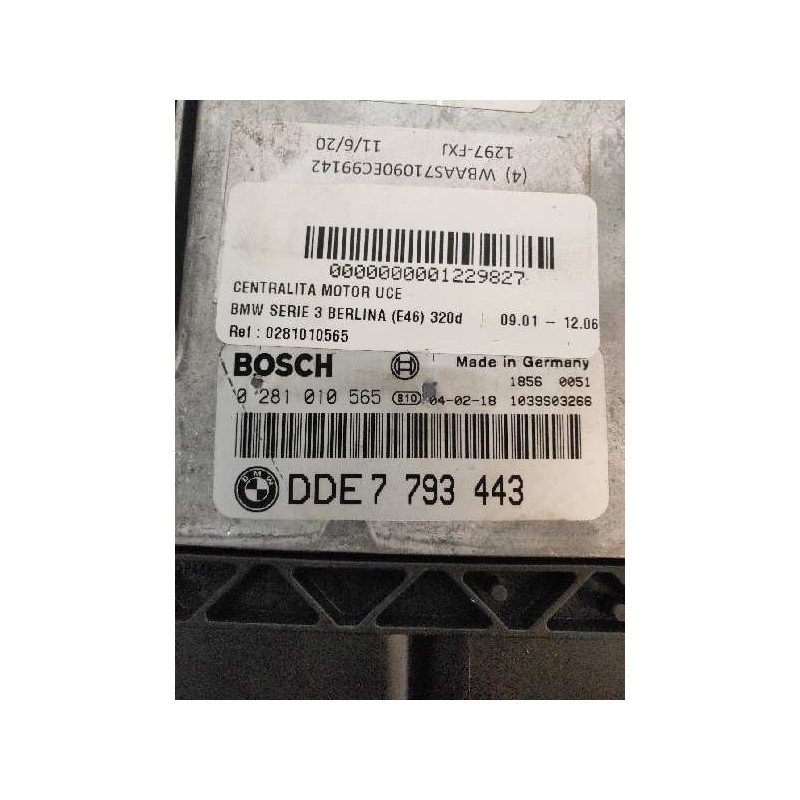 (4) WBAAS71090EC99142
1297-FXJ 11/6/20
0000000001229827
CENTRALITA MOTOR UCE
BMW SERIE 3 BERLINA (E46) 320d 09.01 - 12.06
Ref : 0281010565
BOSCH Made in Germany
1856 0051
0 281 010 565 B10 04-02-18 1039S03266
BMW DDE 7 793 443